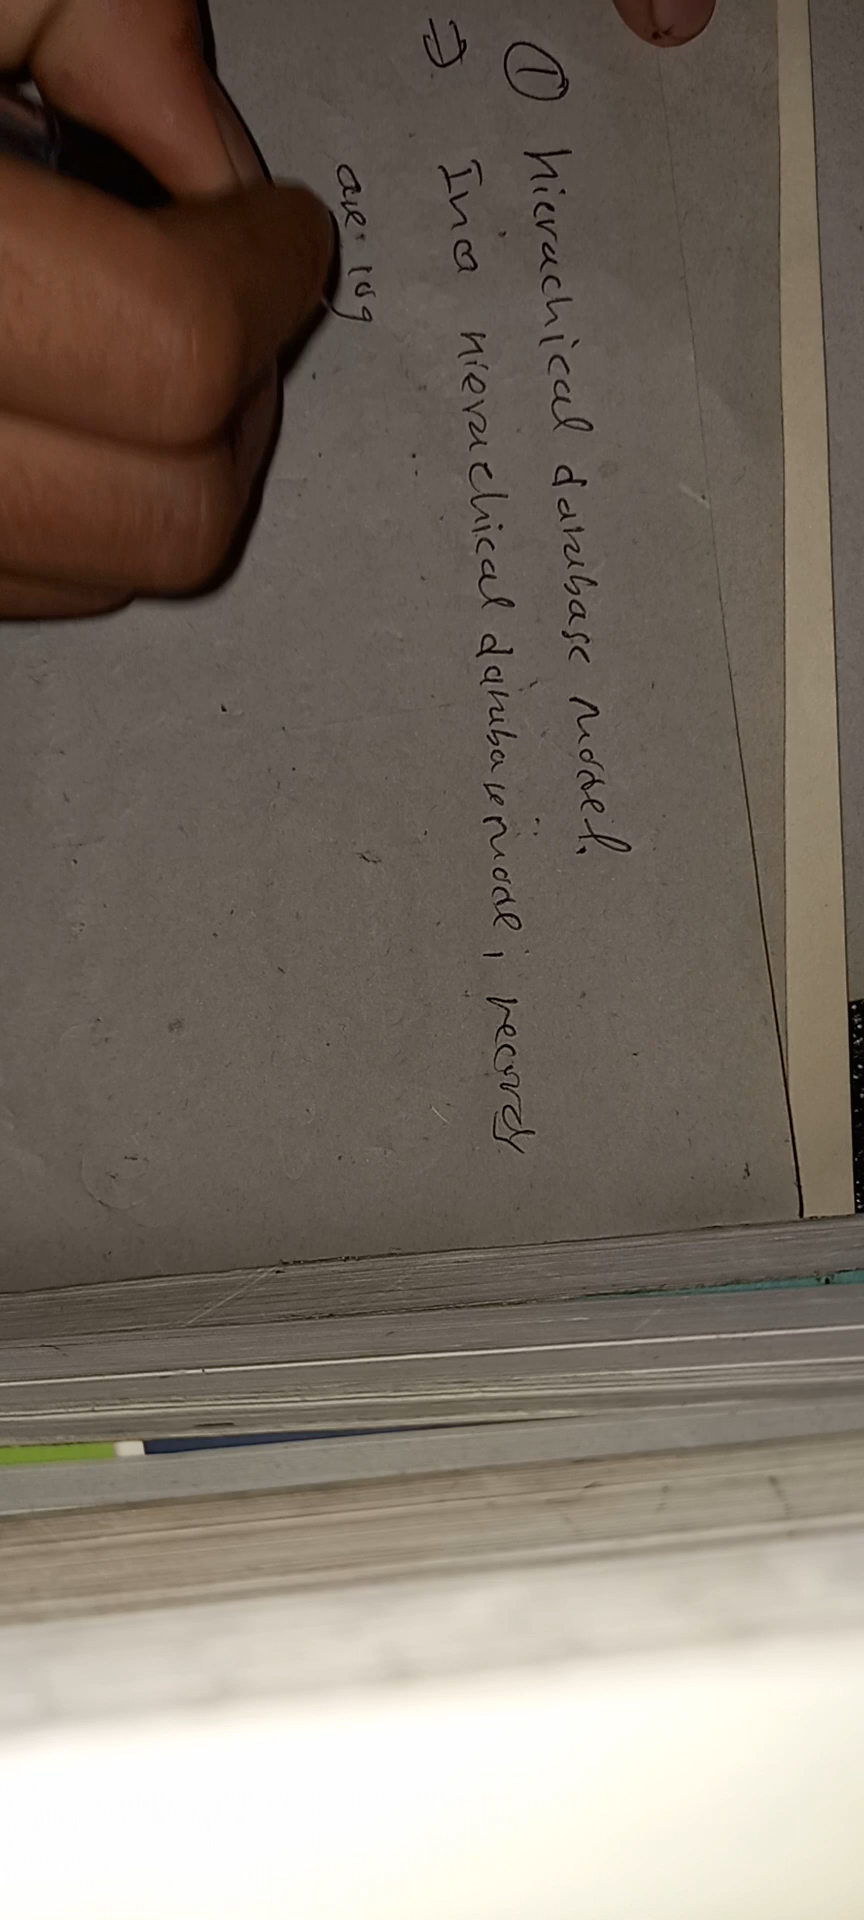 ① hierachical database model.
⇒ In a hierachical database model, records
are log